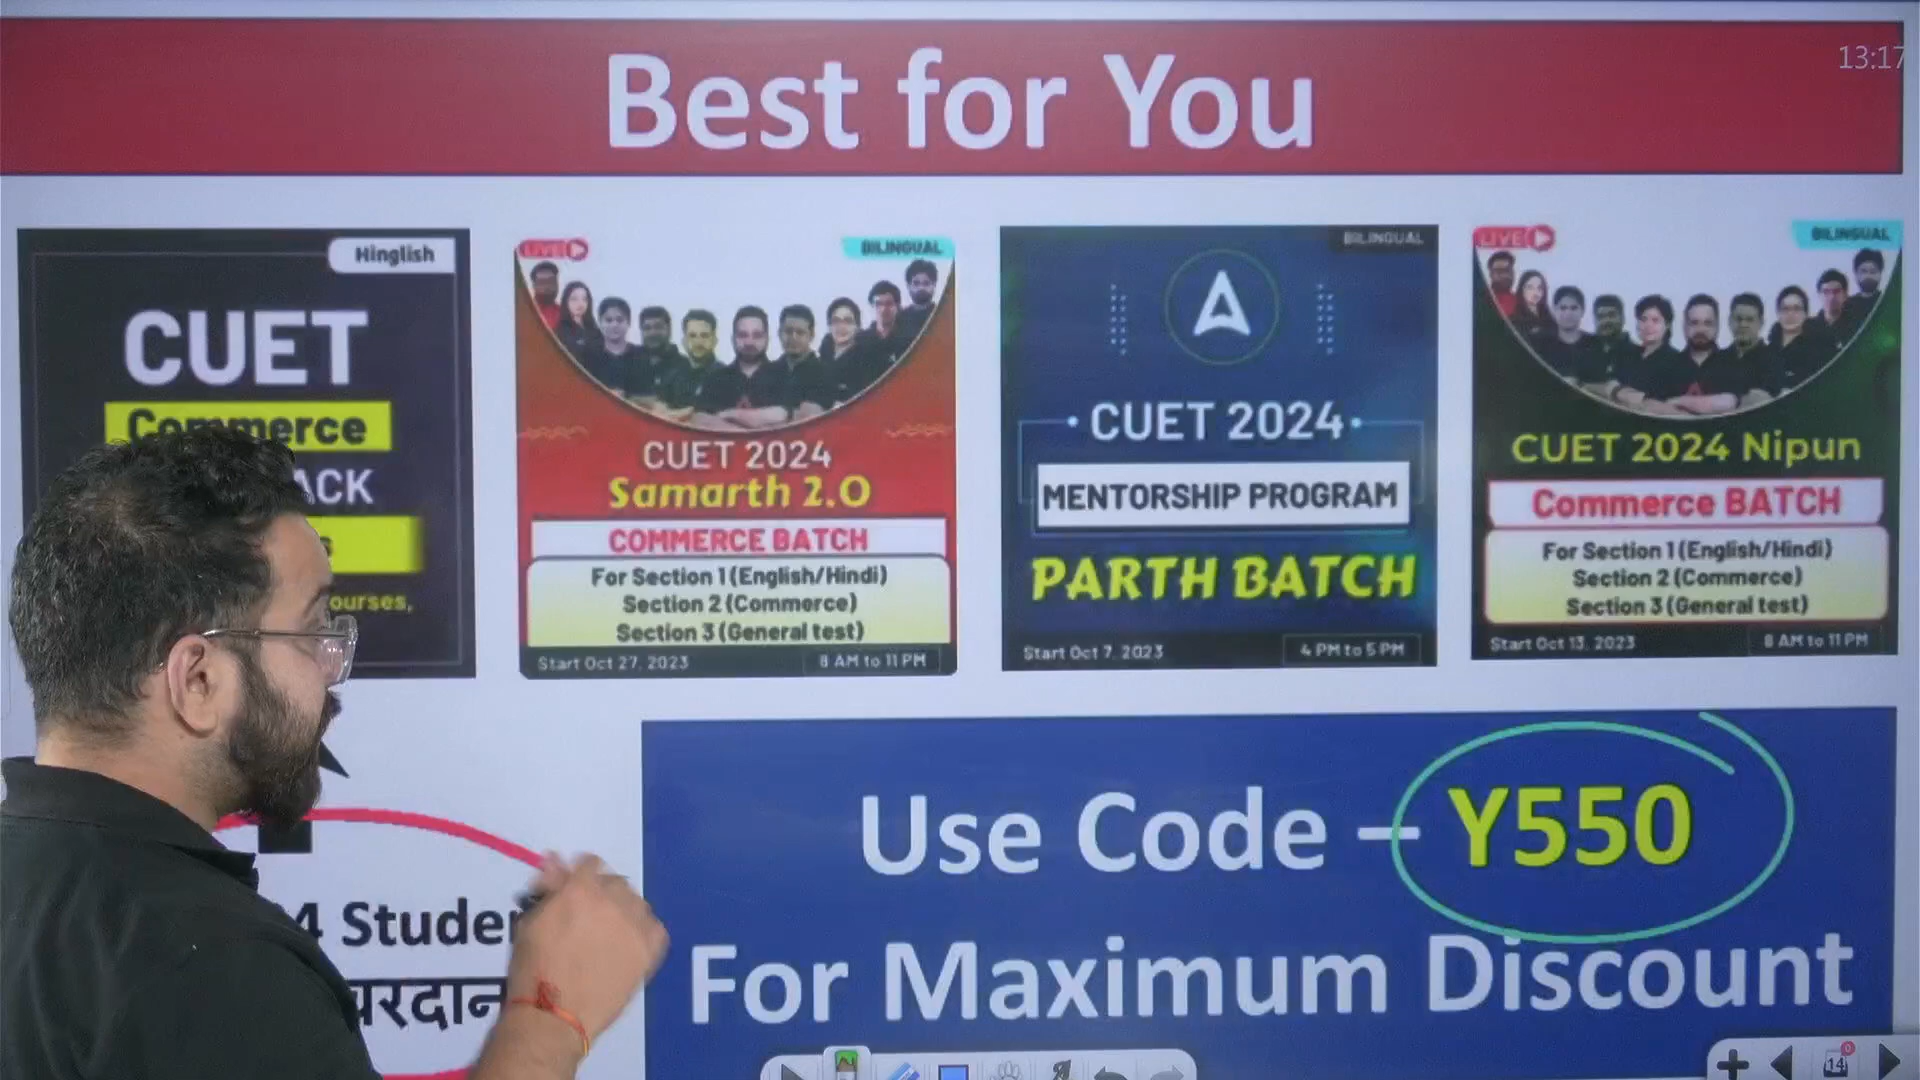 Best for You
13:17
Hinglish
CUET
Commerce
ACK
s
ourses,
LIVE
BILINGUAL
CUET 2024
Samarth 2.O
COMMERCE BATCH
For Section 1 (English/Hindi)
Section 2 (Commerce)
Section 3 (General test)
Start Oct 27, 2023
8 AM to 11 PM
BILINGUAL
CUET 2024
MENTORSHIP PROGRAM
PARTH BATCH
Start Oct 7, 2023
4 PM to 5 PM
LIVE
BILINGUAL
CUET 2024 Nipun
Commerce BATCH
For Section 1 (English/Hindi)
Section 2 (Commerce)
Section 3 (General test)
Start Oct 13, 2023
8 AM to 11 PM
4 Studen
वरदान
Use Code – Y550
For Maximum Discount
14